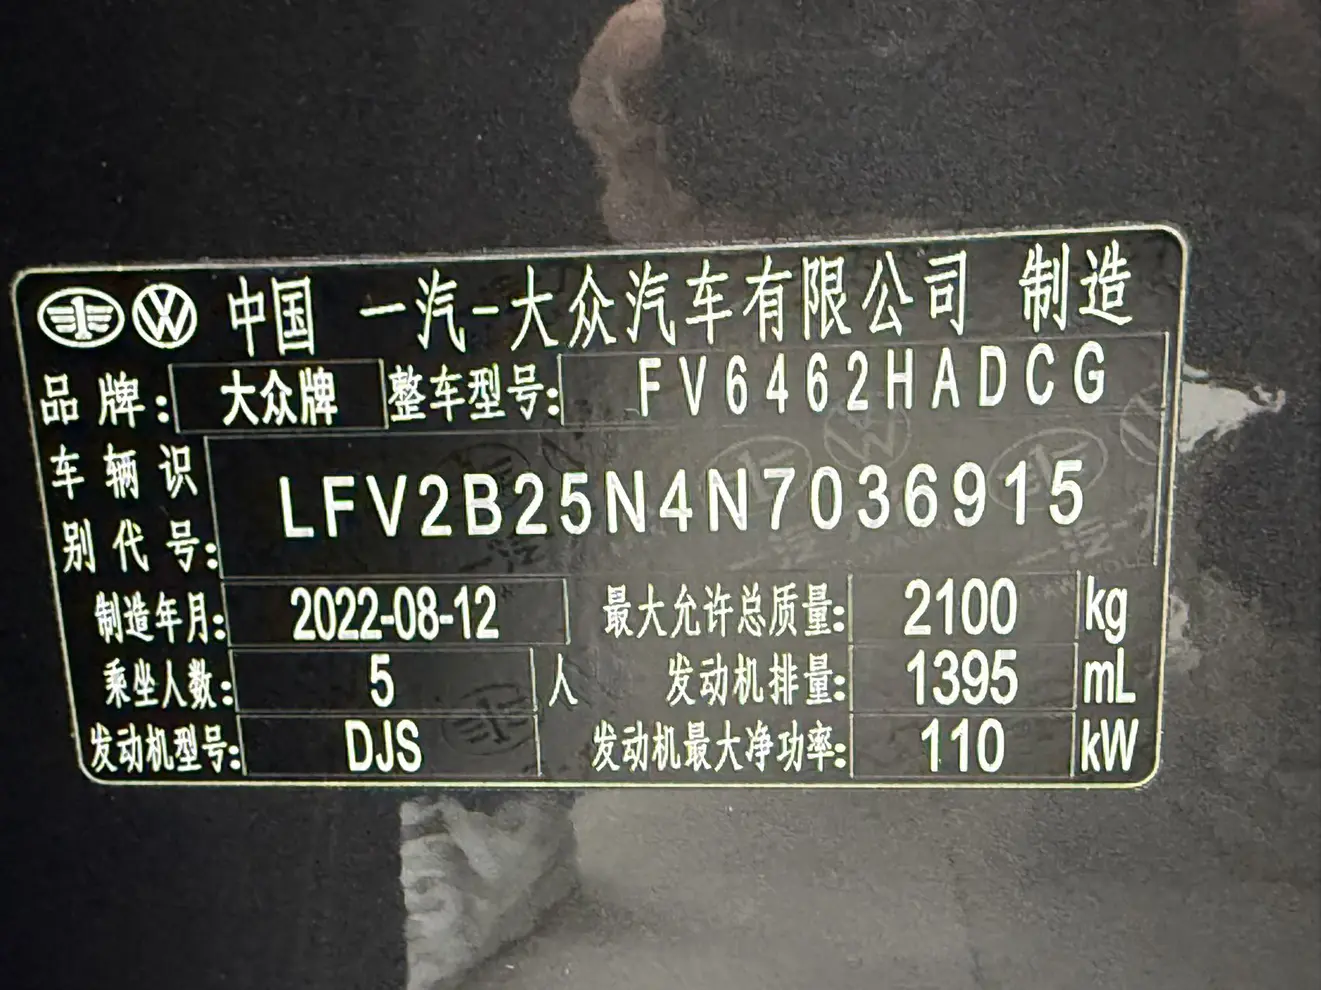 中国 一汽-大众汽车有限公司 制造
品牌: 大众牌 整车型号: FV6462HADCG
车辆识别代号: LFV2B25N4N7036915
制造年月: 2022-08-12 最大允许总质量: 2100 kg
乘坐人数: 5 人 发动机排量: 1395 mL
发动机型号: DJS 发动机最大净功率: 110 kW